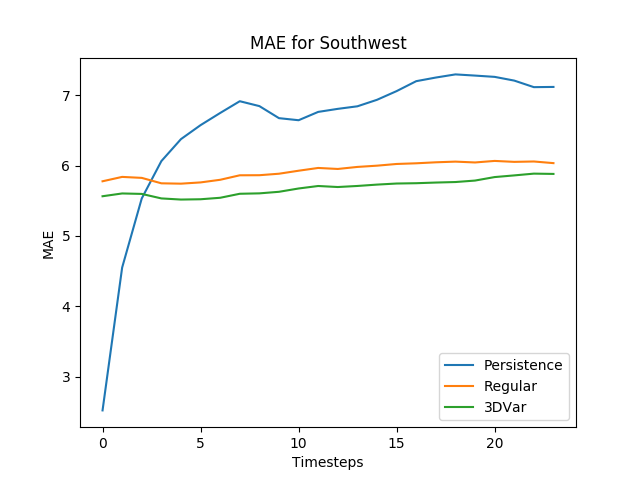 MAE for Southwest
MAE
7
6
5
4
3
0 5 10 15 20
Timesteps
Persistence
Regular
3DVar